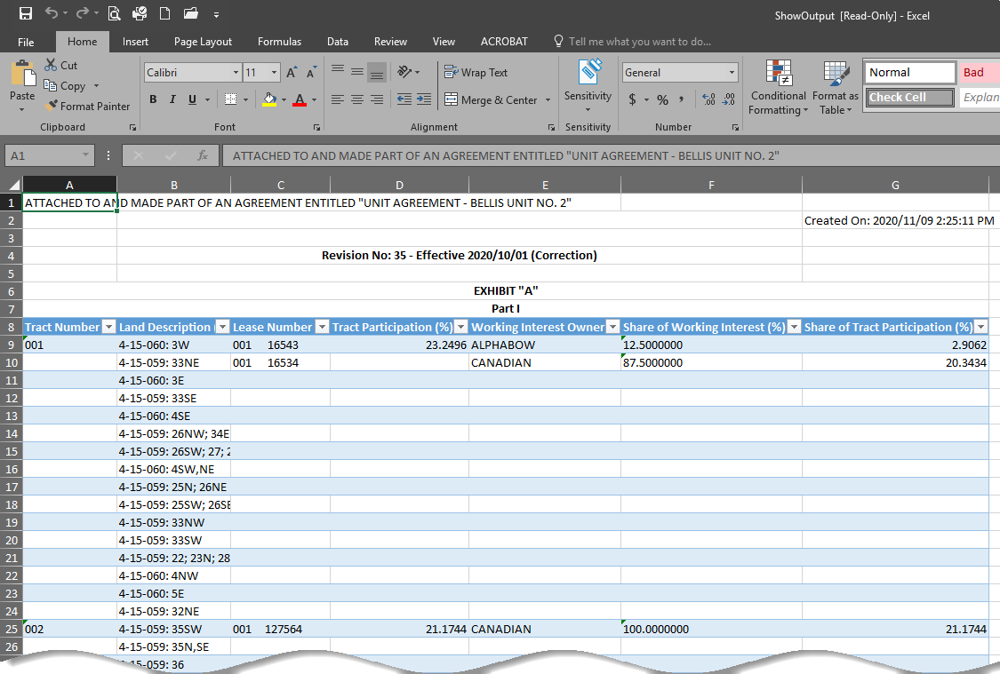 ShowOutput [Read-Only] - Excel
File Home Insert Page Layout Formulas Data Review View ACROBAT Tell me what you want to do...
Paste Cut Copy Format Painter Clipboard
Calibri 11 B I U A A A Font
Wrap Text Merge & Center Alignment
Sensitivity Sensitivity
General $ % , .0 .00 .00 .0 Number
Conditional Formatting Format as Table
Normal Bad
Check Cell Explan
A1 fx ATTACHED TO AND MADE PART OF AN AGREEMENT ENTITLED "UNIT AGREEMENT - BELLIS UNIT NO. 2"
A B C D E F G
1 ATTACHED TO AND MADE PART OF AN AGREEMENT ENTITLED "UNIT AGREEMENT - BELLIS UNIT NO. 2"
2 Created On: 2020/11/09 2:25:11 PM
3
4 Revision No: 35 - Effective 2020/10/01 (Correction)
5
6 EXHIBIT "A"
7 Part I
8 Tract Number Land Description ( Lease Number Tract Participation (%) Working Interest Owner Share of Working Interest (%) Share of Tract Participation (%)
9 001 4-15-060: 3W 001 16543 23.2496 ALPHABOW 12.5000000 2.9062
10 4-15-059: 33NE 001 16534 CANADIAN 87.5000000 20.3434
11 4-15-060: 3E
12 4-15-059: 33SE
13 4-15-060: 4SE
14 4-15-059: 26NW; 34E
15 4-15-059: 26SW; 27; 2
16 4-15-060: 4SW,NE
17 4-15-059: 25N; 26NE
18 4-15-059: 25SW; 26SE
19 4-15-059: 33NW
20 4-15-059: 33SW
21 4-15-059: 22; 23N; 28
22 4-15-060: 4NW
23 4-15-060: 5E
24 4-15-059: 32NE
25 002 4-15-059: 35SW 001 127564 21.1744 CANADIAN 100.0000000 21.1744
26 4-15-059: 35N,SE
4-15-059: 36